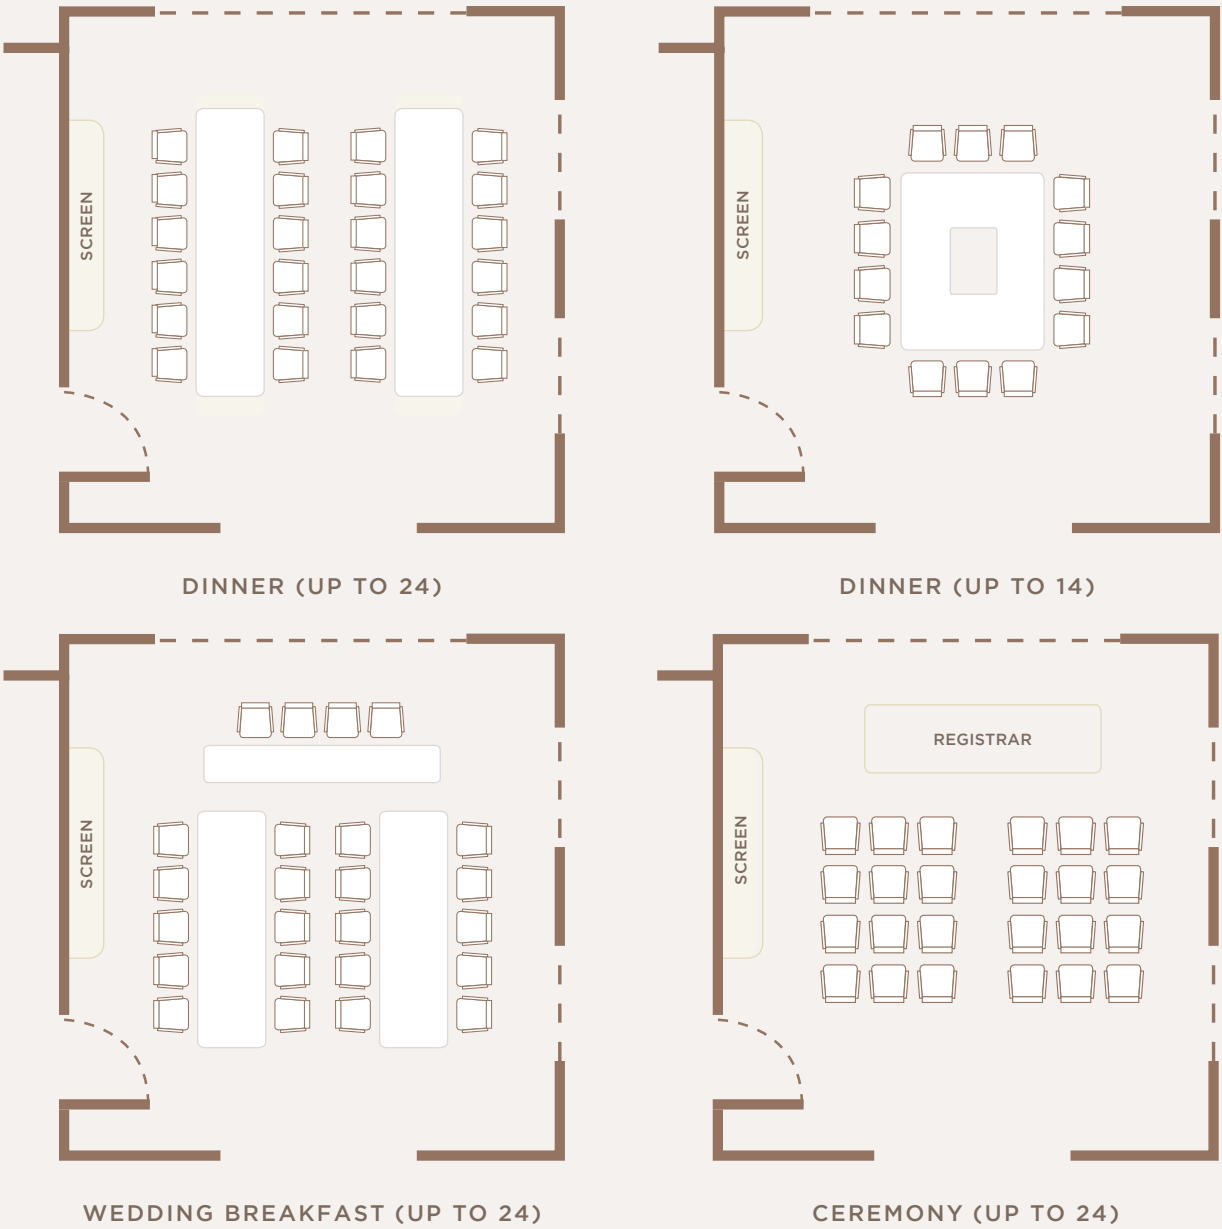 SCREEN
SCREEN
DINNER (UP TO 24)
DINNER (UP TO 14)
REGISTRAR
SCREEN
SCREEN
WEDDING BREAKFAST (UP TO 24)
CEREMONY (UP TO 24)